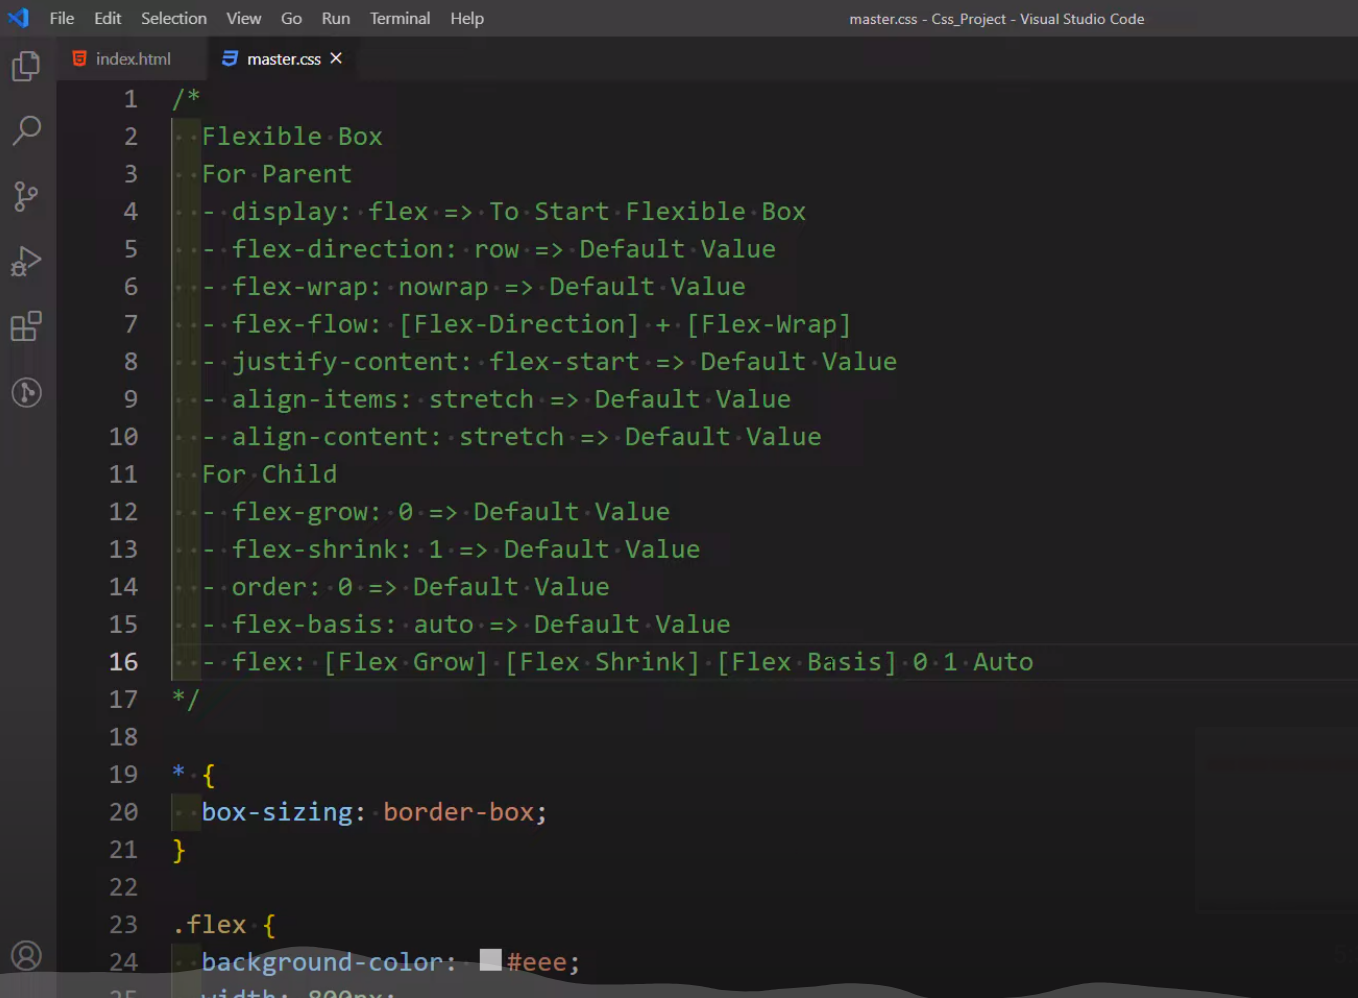 File Edit Selection View Go Run Terminal Help master.css - Css_Project - Visual Studio Code
index.html master.css
1 /*
2 Flexible Box
3 For Parent
4 - display: flex => To Start Flexible Box
5 - flex-direction: row => Default Value
6 - flex-wrap: nowrap => Default Value
7 - flex-flow: [Flex-Direction] + [Flex-Wrap]
8 - justify-content: flex-start => Default Value
9 - align-items: stretch => Default Value
10 - align-content: stretch => Default Value
11 For Child
12 - flex-grow: 0 => Default Value
13 - flex-shrink: 1 => Default Value
14 - order: 0 => Default Value
15 - flex-basis: auto => Default Value
16 - flex: [Flex Grow] [Flex Shrink] [Flex Basis] 0 1 Auto
17 */
18
19 * {
20 box-sizing: border-box;
21 }
22
23 .flex {
24 background-color: #eee;
25 width: 800px;